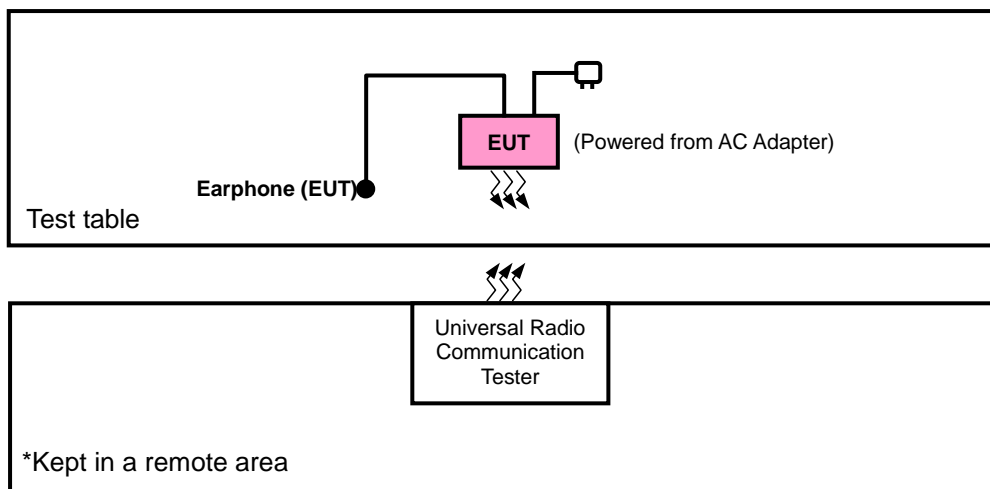 EUT
(Powered from AC Adapter)
Earphone (EUT)
Test table
Universal Radio
Communication
Tester
*Kept in a remote area